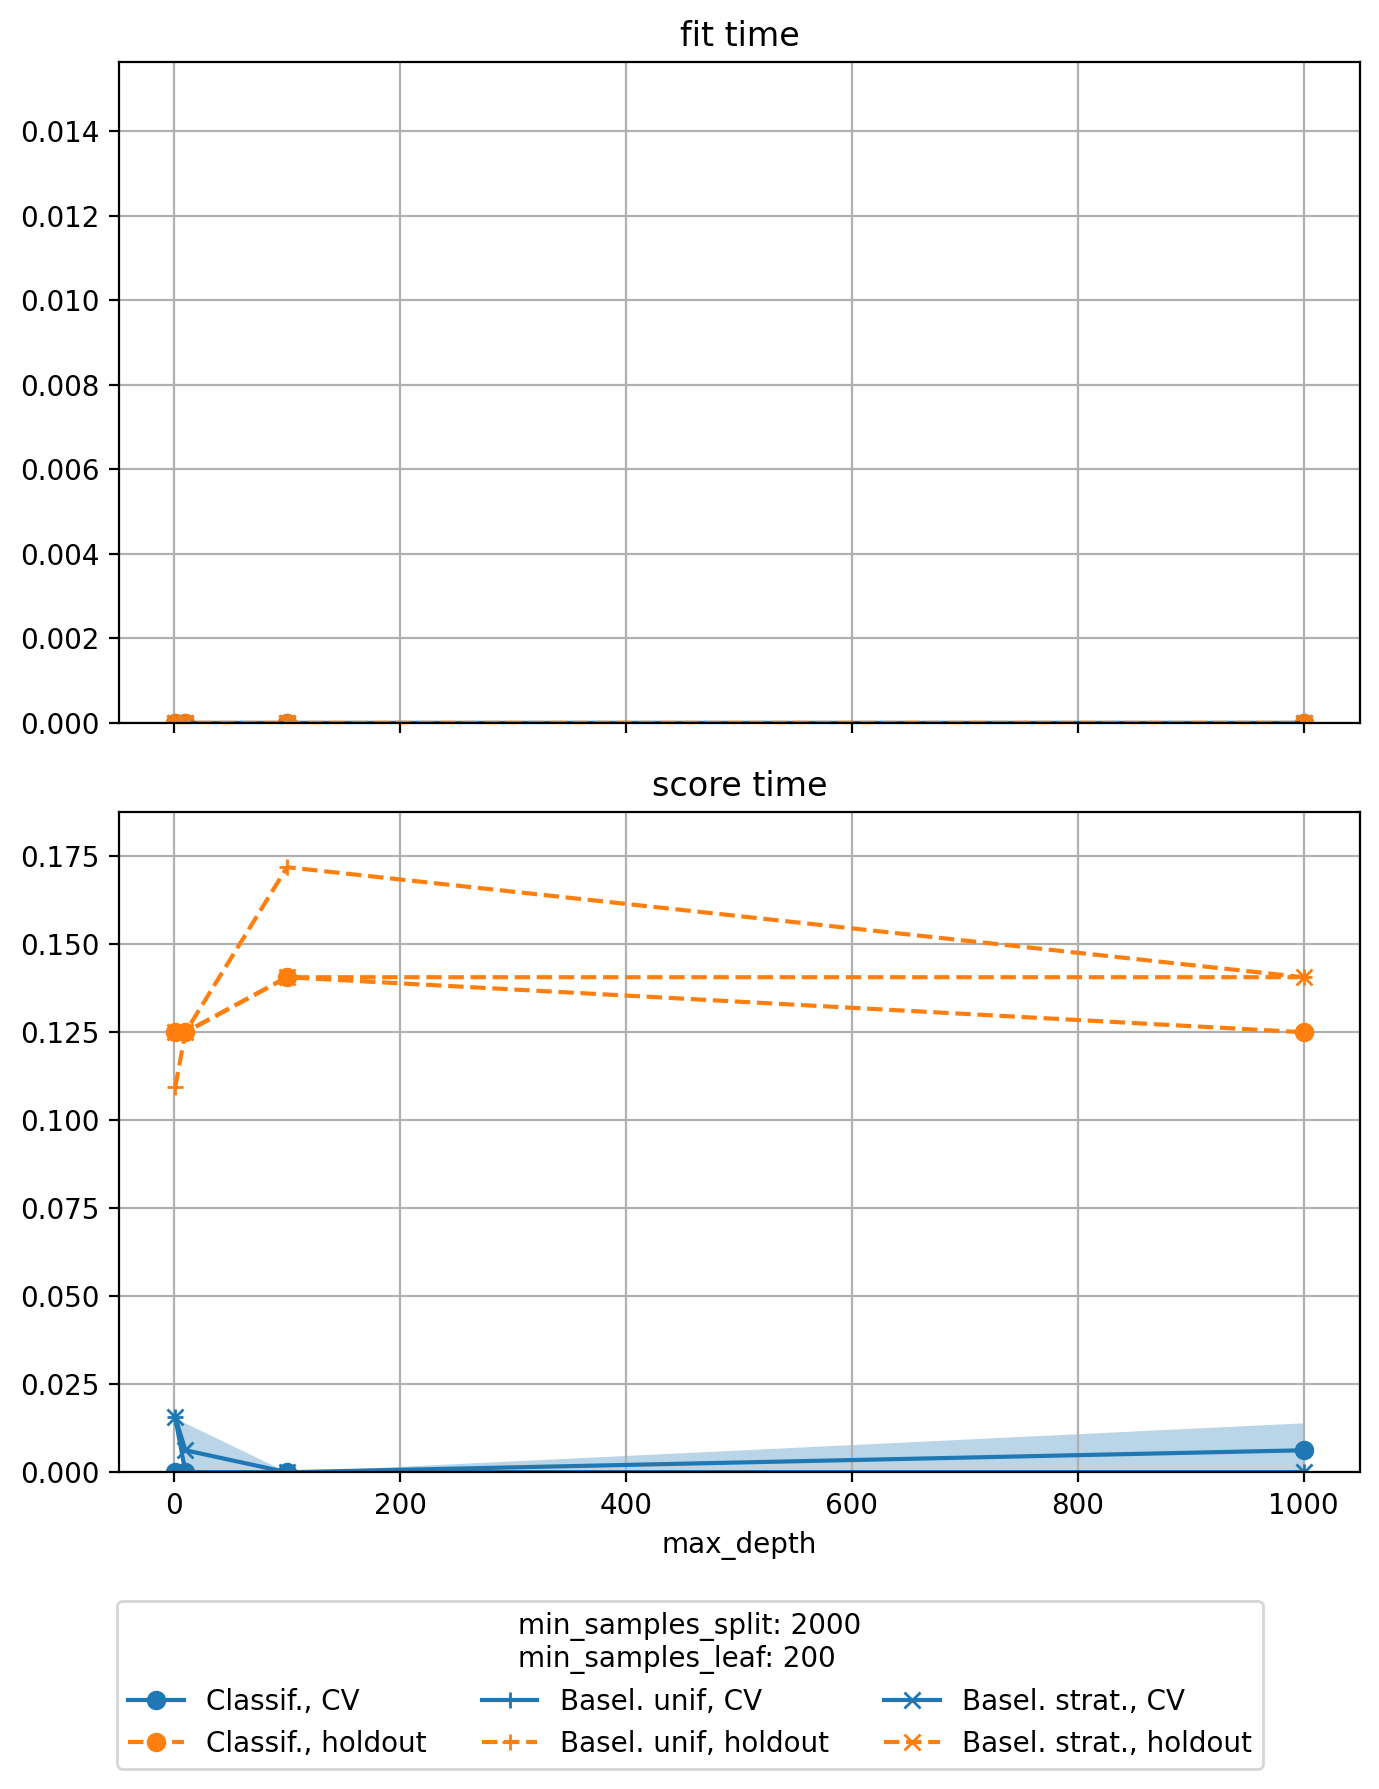 fit time
0.014
0.012
0.010
0.008
0.006
0.004
0.002
0.000
score time
0.175
0.150
0.125
0.100
0.075
0.050
0.025
0.000
0 200 400 600 800 1000
max_depth
min_samples_split: 2000
min_samples_leaf: 200
Classif., CV Basel. unif, CV Basel. strat., CV
Classif., holdout Basel. unif, holdout Basel. strat., holdout